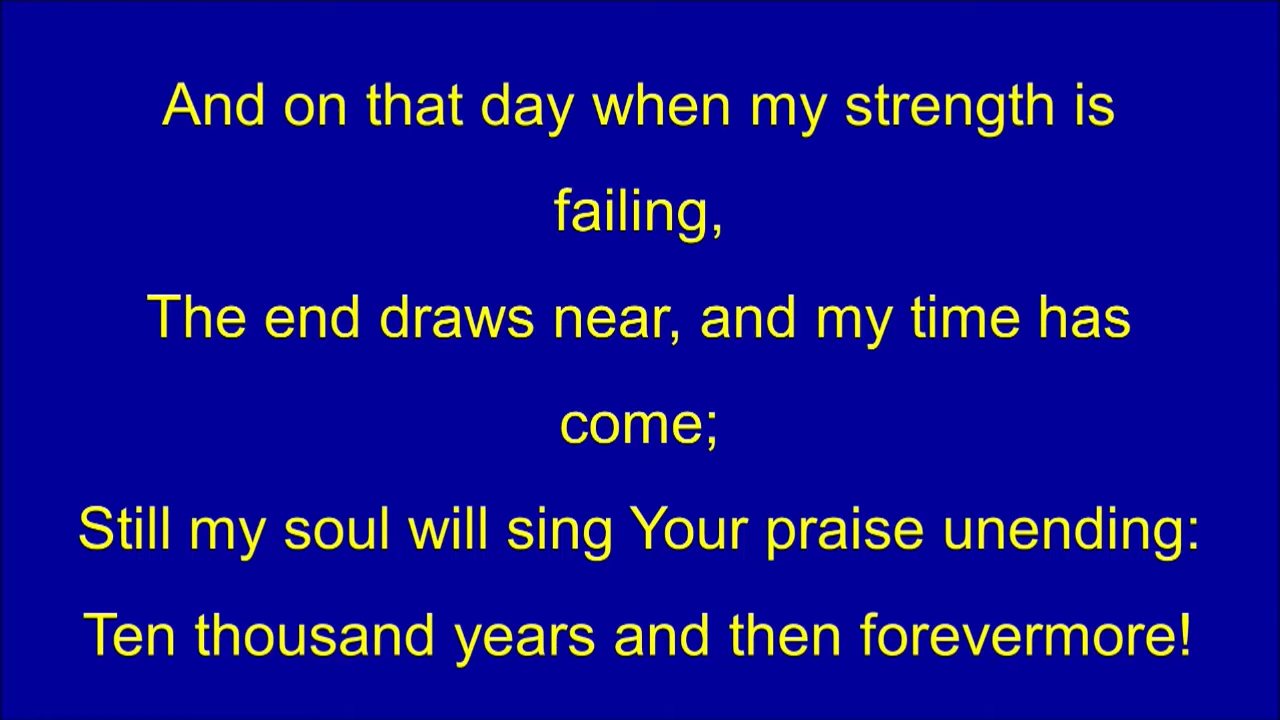 And on that day when my strength is
failing,
The end draws near, and my time has
come;
Still my soul will sing Your praise unending:
Ten thousand years and then forevermore!